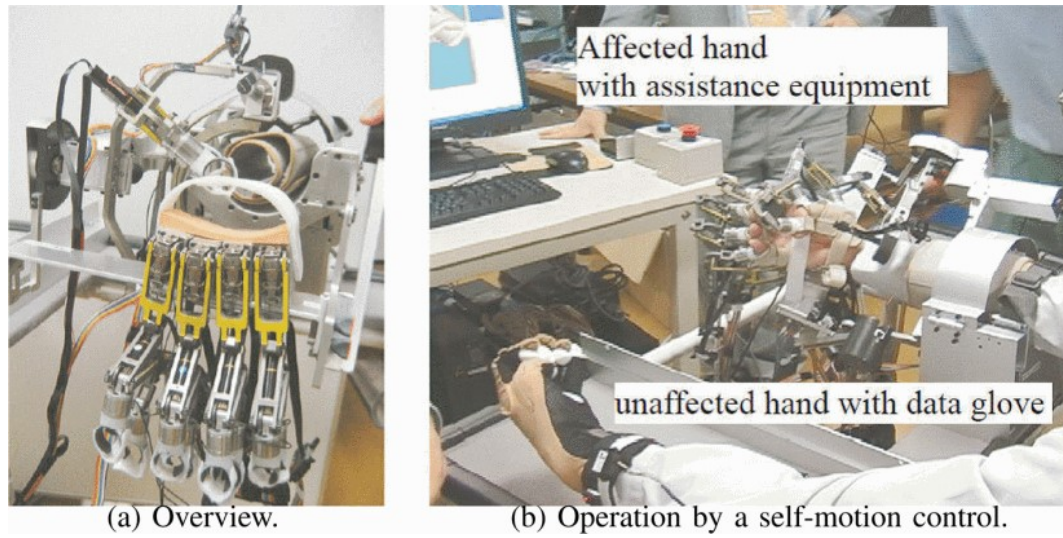 Affected hand
with assistance equipment
unaffected hand with data glove
(a) Overview.
(b) Operation by a self-motion control.